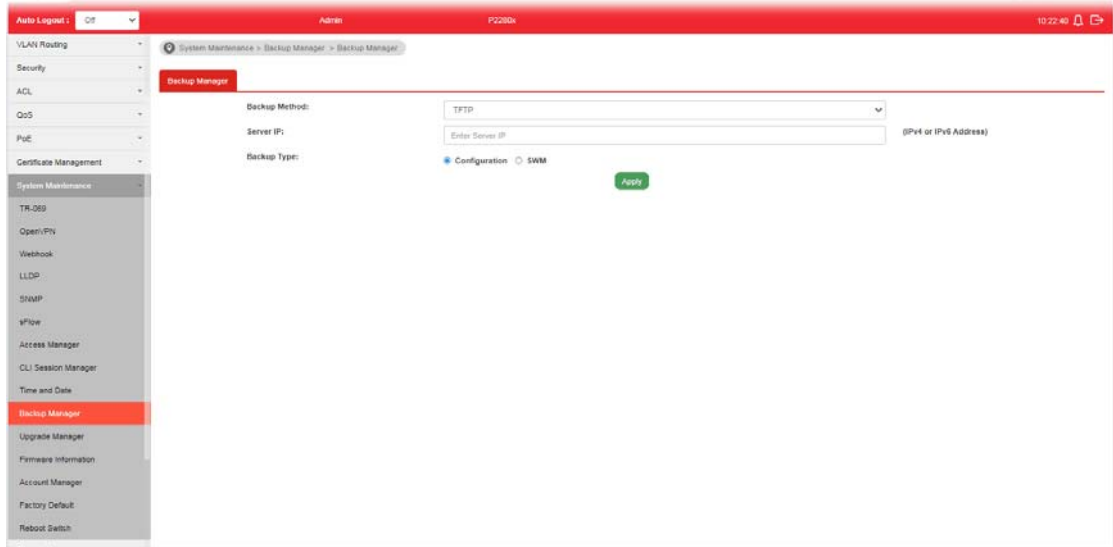 Auto Logout : Off Admin P2280x 10:22:40
VLAN Routing
Security
ACL
QoS
PoE
Certificate Management
System Maintenance
TR-069
OpenVPN
Webhook
LLDP
SNMP
sFlow
Access Manager
CLI Session Manager
Time and Date
Backup Manager
Upgrade Manager
Firmware Information
Account Manager
Factory Default
Reboot Switch
System Maintenance > Backup Manager > Backup Manager
Backup Manager
Backup Method: TFTP
Server IP: Enter Server IP (IPv4 or IPv6 Address)
Backup Type: Configuration SWM
Apply